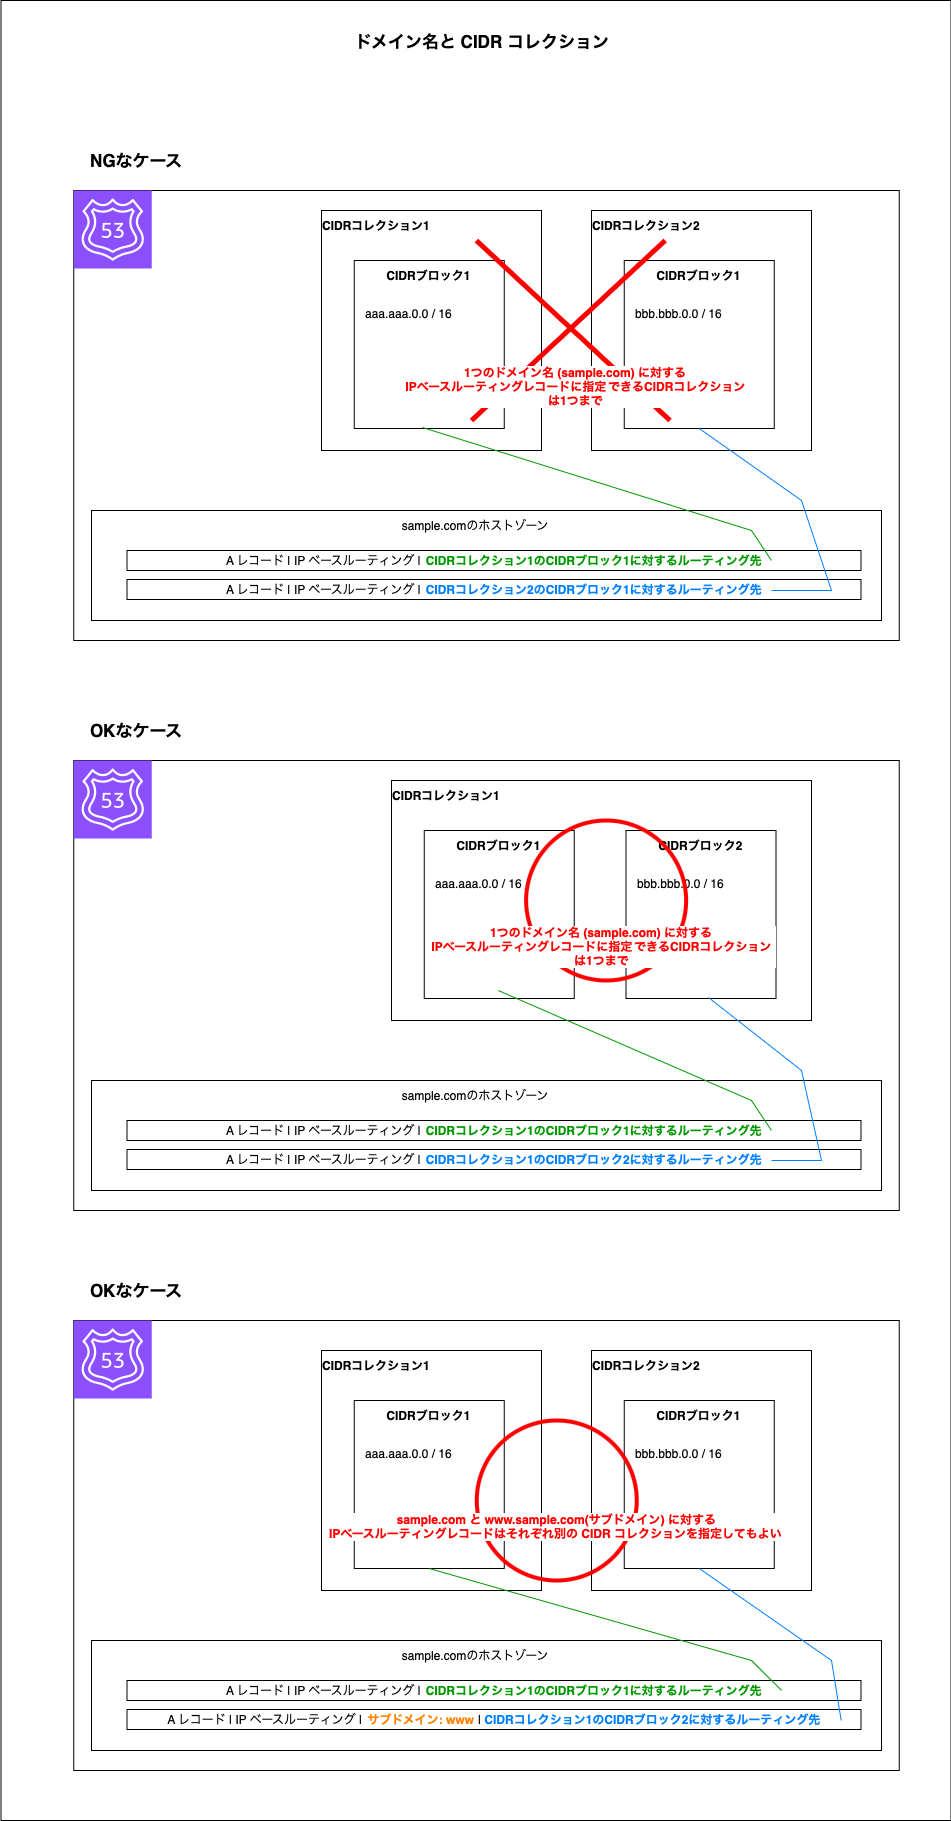 ドメイン名と CIDR コレクション
NGなケース
53
CIDRコレクション1
CIDRコレクション2
CIDRブロック1
CIDRブロック1
aaa.aaa.0.0 / 16
bbb.bbb.0.0 / 16
1つのドメイン名 (sample.com) に対する
IPベースルーティングレコードに指定 できるCIDRコレクション
は1つまで
sample.comのホストゾーン
A レコード | IP ベースルーティング | CIDRコレクション1のCIDRブロック1に対するルーティング先
A レコード | IP ベースルーティング | CIDRコレクション2のCIDRブロック1に対するルーティング先
OKなケース
53
CIDRコレクション1
CIDRブロック1
CIDRブロック2
aaa.aaa.0.0 / 16
bbb.bbb.0.0 / 16
1つのドメイン名 (sample.com) に対する
IPベースルーティングレコードに指定 できるCIDRコレクション
は1つまで
sample.comのホストゾーン
A レコード | IP ベースルーティング | CIDRコレクション1のCIDRブロック1に対するルーティング先
A レコード | IP ベースルーティング | CIDRコレクション1のCIDRブロック2に対するルーティング先
OKなケース
53
CIDRコレクション1
CIDRコレクション2
CIDRブロック1
CIDRブロック1
aaa.aaa.0.0 / 16
bbb.bbb.0.0 / 16
sample.com と www.sample.com(サブドメイン) に対する
IPベースルーティングレコードはそれぞれ別の CIDR コレクションを指定してもよい
sample.comのホストゾーン
A レコード | IP ベースルーティング | CIDRコレクション1のCIDRブロック1に対するルーティング先
A レコード | IP ベースルーティング | サブドメイン: www | CIDRコレクション1のCIDRブロック2に対するルーティング先